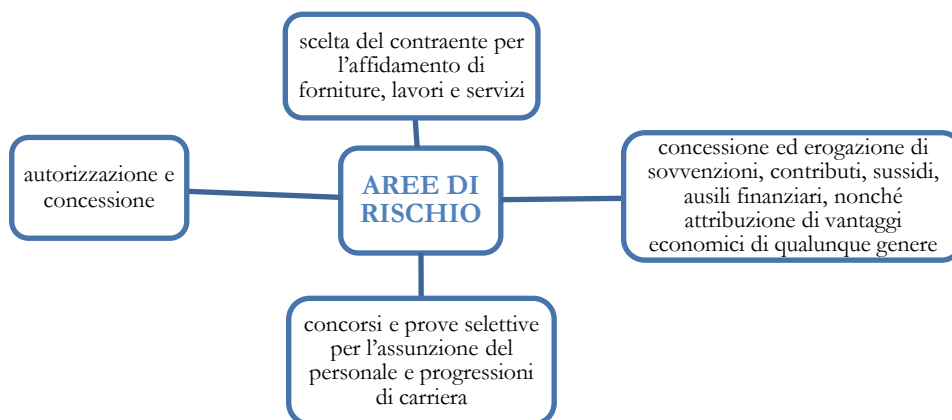 scelta del contraente per
l’affidamento di
forniture, lavori e servizi
autorizzazione e
concessione
AREE DI
RISCHIO
concessione ed erogazione di
sovvenzioni, contributi, sussidi,
ausili finanziari, nonché
attribuzione di vantaggi
economici di qualunque genere
concorsi e prove selettive
per l’assunzione del
personale e progressioni
di carriera